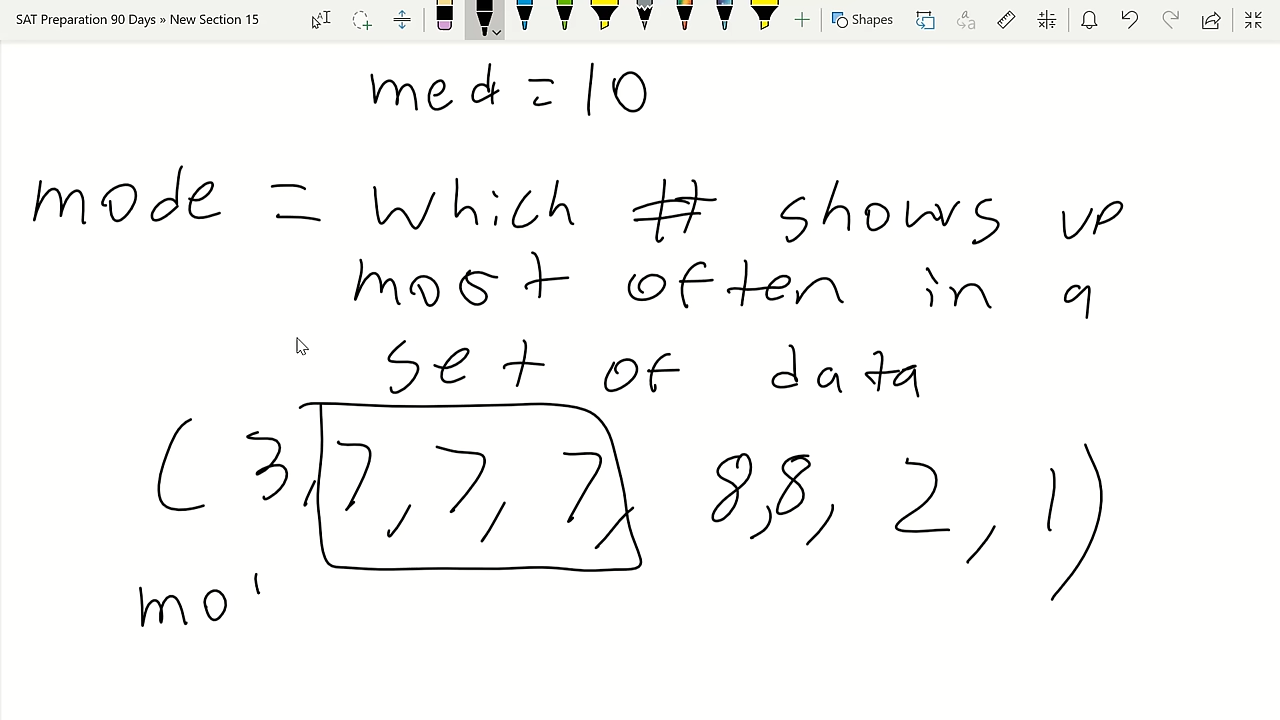 SAT Preparation 90 Days » New Section 15
Shapes
med = 10
mode = which # shows up
most often in a
set of data
(3, 7, 7, 7, 8, 8, 2, 1)
mo